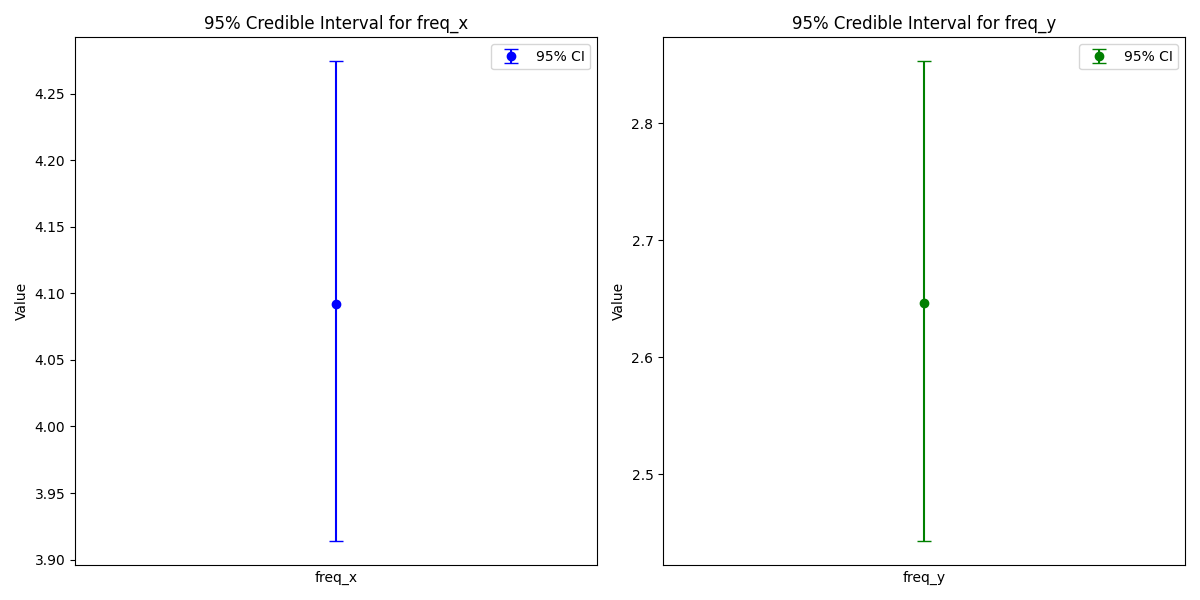 95% Credible Interval for freq_x
95% CI
4.25
4.20
4.15
4.10
4.05
4.00
3.95
3.90
Value
freq_x
95% Credible Interval for freq_y
95% CI
2.8
2.7
2.6
2.5
Value
freq_y